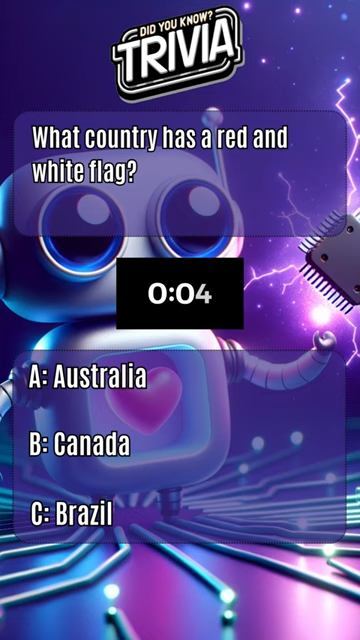 DID YOU KNOW?
TRIVIA
What country has a red and
white flag?
0:04
A: Australia
B: Canada
C: Brazil